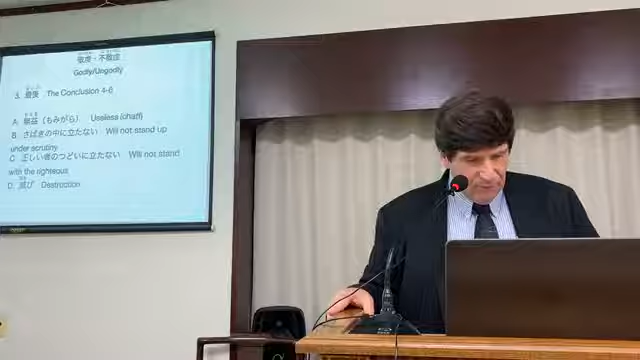 敬虔・不敬虔
Godly/Ungodly
3. 最後 The Conclusion 4-6
A 無益（もみがら） Useless (chaff)
B さばきの中に立たない Will not stand up
under scrutiny
C 正しい者のつどいに立たない Will not stand
with the righteous
D. 滅び Destruction